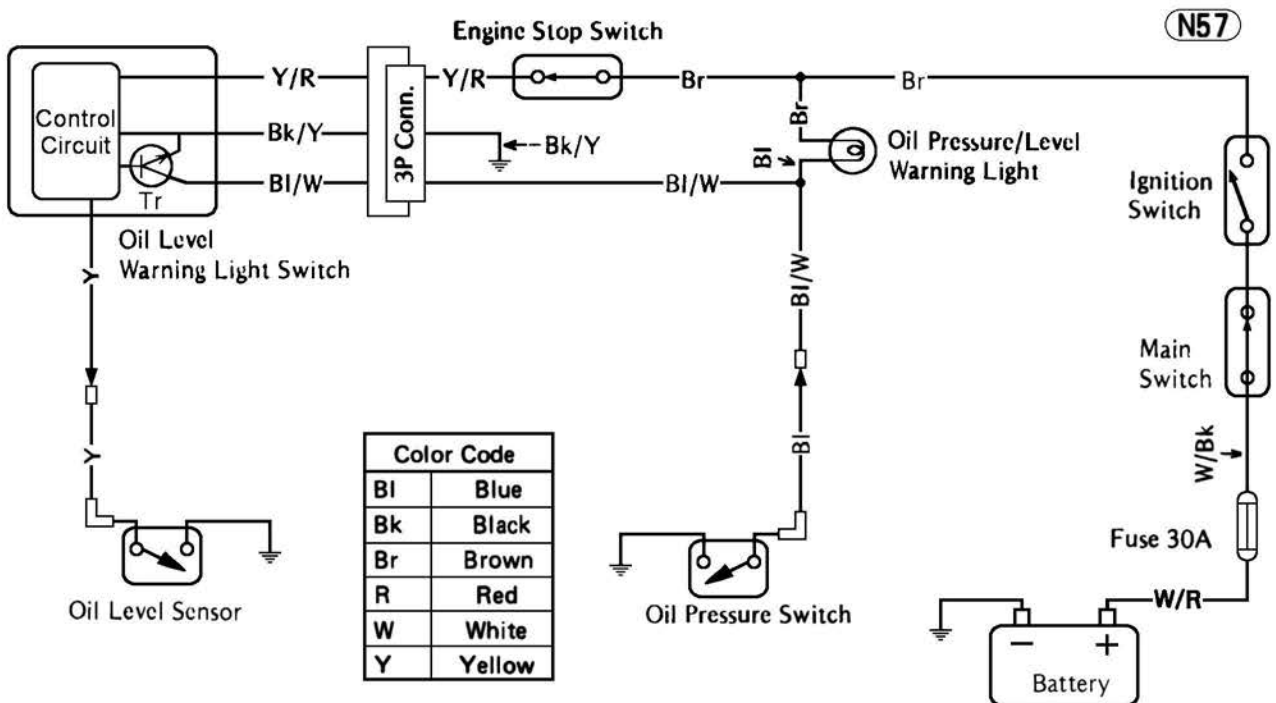 N57
Engine Stop Switch
Y/R
Y/R
Br
Br
Control
Circuit
3P Conn.
Br
Bk/Y
Bk/Y
Bl
Oil Pressure/Level
Warning Light
Tr
Bl/W
Bl/W
Ignition
Switch
Oil Level
Warning Light Switch
Y
Bl/W
Main
Switch
Y
Bl
W/Bk
Color Code
Bl Blue
Bk Black
Br Brown
R Red
W White
Y Yellow
Fuse 30A
W/R
Oil Level Sensor
Oil Pressure Switch
− +
Battery